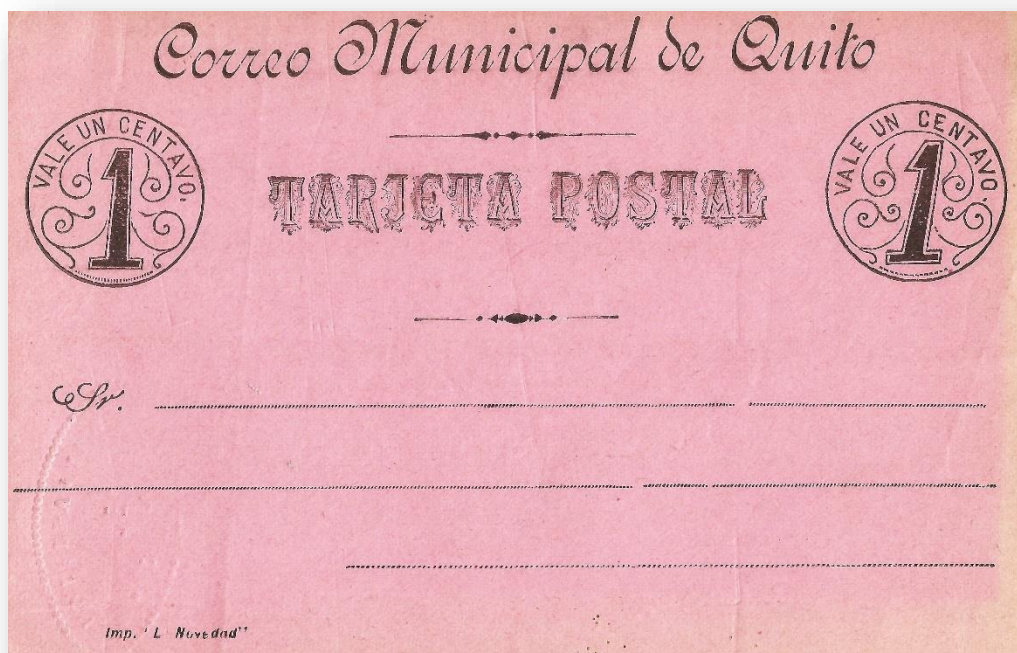 Correo Municipal de Quito
VALE UN CENTAVO.
1
VALE UN CENTAVO.
1
TARJETA POSTAL
Sr.
Imp. "L Novedad"